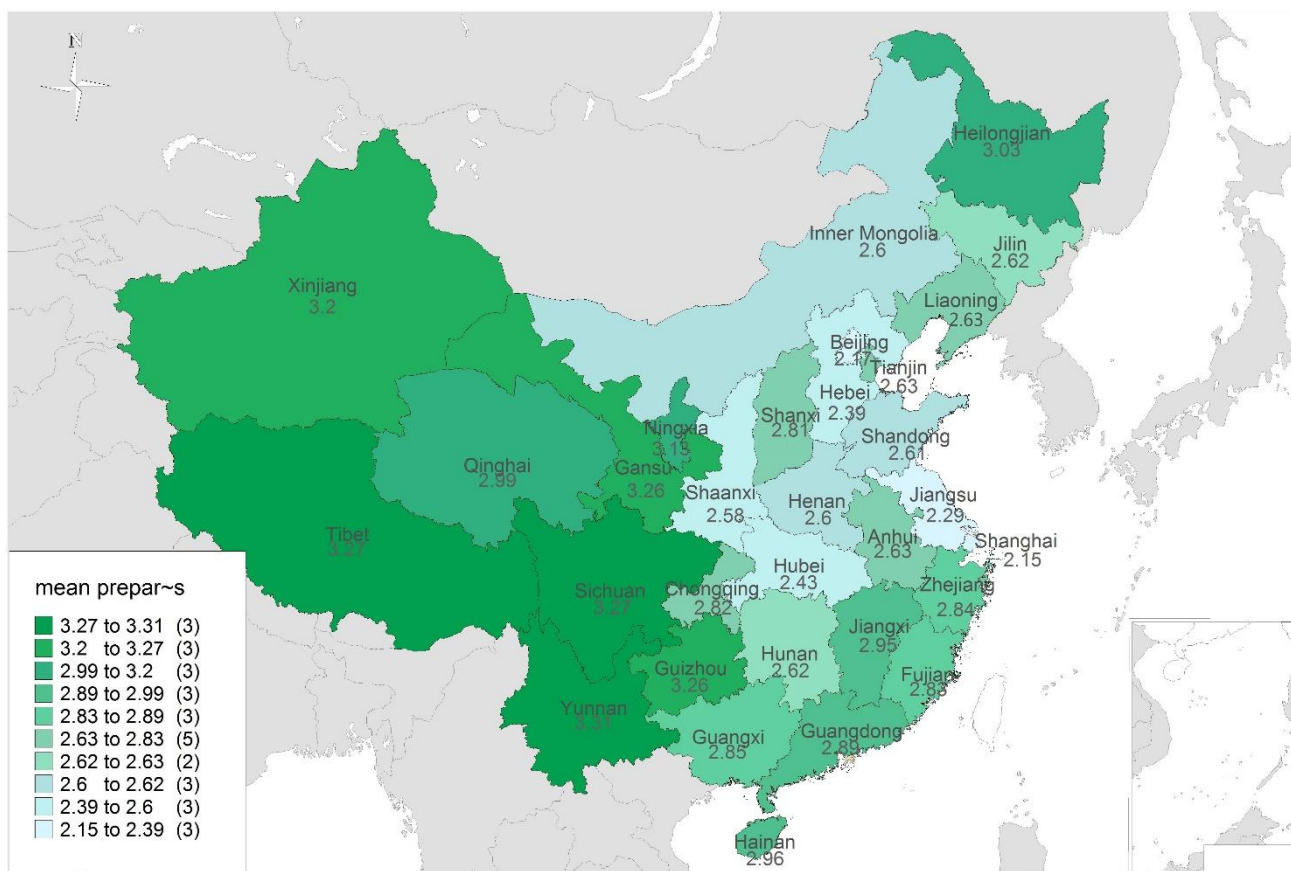 N
Heilongjian
3.03
Inner Mongolia
2.6
Jilin
2.62
Liaoning
2.63
Xinjiang
3.2
Beijing
2.17
Tianjin
2.63
Hebei
2.39
Shanxi
2.81
Shandong
2.61
Ningxia
3.13
Qinghai
2.99
Gansu
3.26
Shaanxi
2.58
Henan
2.6
Jiangsu
2.29
Tibet
3.27
Anhui
2.63
Shanghai
2.15
Hubei
2.43
Sichuan
3.27
Chongqing
2.82
Zhejiang
2.84
Jiangxi
2.95
Hunan
2.62
Guizhou
3.26
Fujian
2.83
Yunnan
3.31
Guangxi
2.85
Guangdong
2.89
Hainan
2.96
mean prepar~s
3.27 to 3.31 (3)
3.2 to 3.27 (3)
2.99 to 3.2 (3)
2.89 to 2.99 (3)
2.83 to 2.89 (3)
2.63 to 2.83 (5)
2.62 to 2.63 (2)
2.6 to 2.62 (3)
2.39 to 2.6 (3)
2.15 to 2.39 (3)